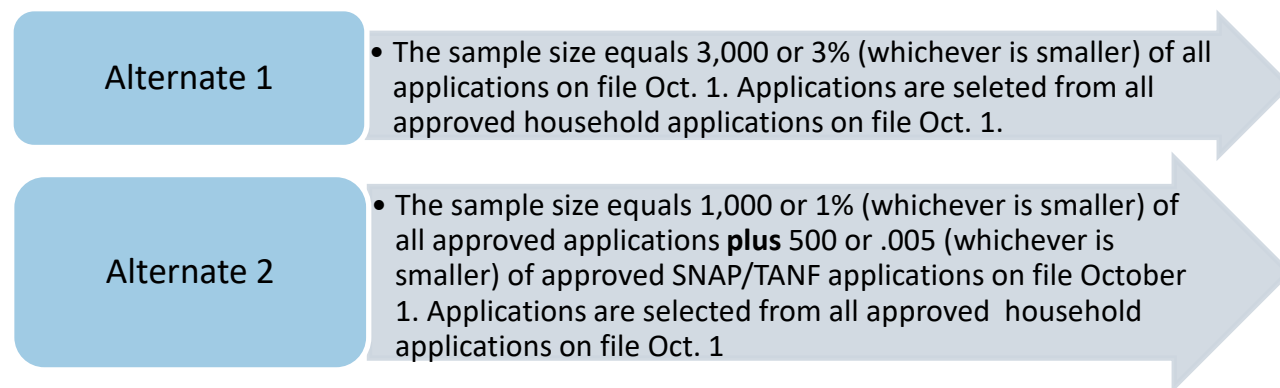 Alternate 1
• The sample size equals 3,000 or 3% (whichever is smaller) of all
applications on file Oct. 1. Applications are seleted from all
approved household applications on file Oct. 1.
Alternate 2
• The sample size equals 1,000 or 1% (whichever is smaller) of
all approved applications plus 500 or .005 (whichever is
smaller) of approved SNAP/TANF applications on file October
1. Applications are selected from all approved  household
applications on file Oct. 1